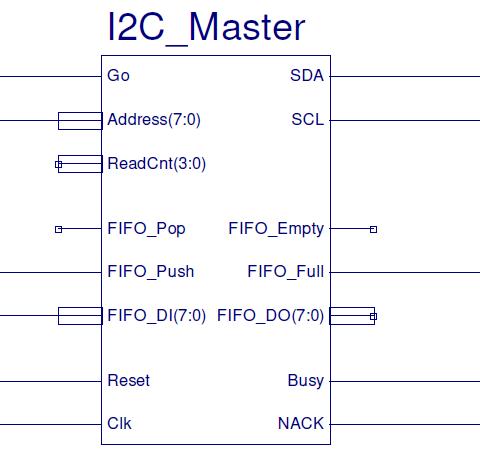 I2C_Master
Go SDA
Address(7:0) SCL
ReadCnt(3:0)
FIFO_Pop FIFO_Empty
FIFO_Push FIFO_Full
FIFO_DI(7:0) FIFO_DO(7:0)
Reset Busy
Clk NACK